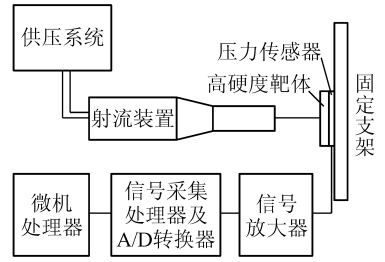 供压系统
压力传感器
高硬度靶体
射流装置
固定支架
微机
处理器
信号采集
处理器及
A/D转换器
信号
放大器